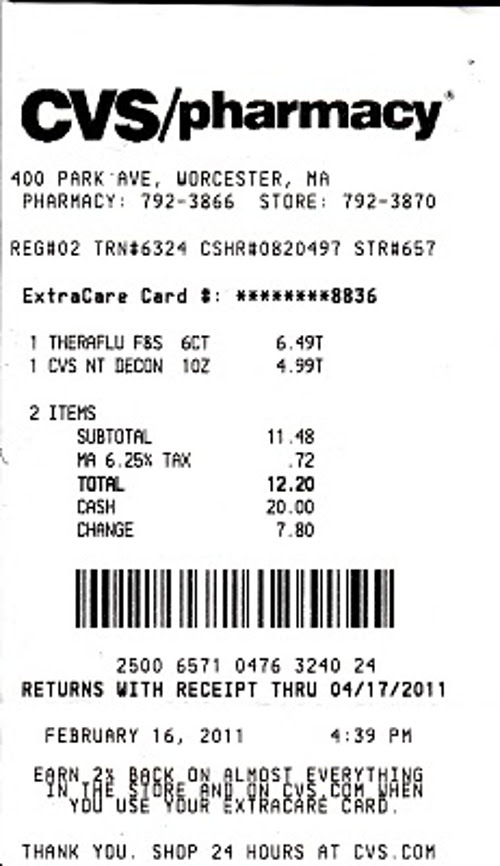 CVS/pharmacy®
400 PARK AVE, WORCESTER, MA
PHARMACY: 792-3866 STORE: 792-3870
REG#02 TRN#6324 CSHR#0820497 STR#657
ExtraCare Card #: ********8836
1 THERAFLU F&S 6CT 6.49T
1 CVS NT DECON 1OZ 4.99T
2 ITEMS
SUBTOTAL 11.48
MA 6.25% TAX .72
TOTAL 12.20
CASH 20.00
CHANGE 7.80
2500 6571 0476 3240 24
RETURNS WITH RECEIPT THRU 04/17/2011
FEBRUARY 16, 2011 4:39 PM
EARN 2% BACK ON ALMOST EVERYTHING
IN THE STORE AND ON CVS.COM WHEN
YOU USE YOUR EXTRACARE CARD.
THANK YOU. SHOP 24 HOURS AT CVS.COM